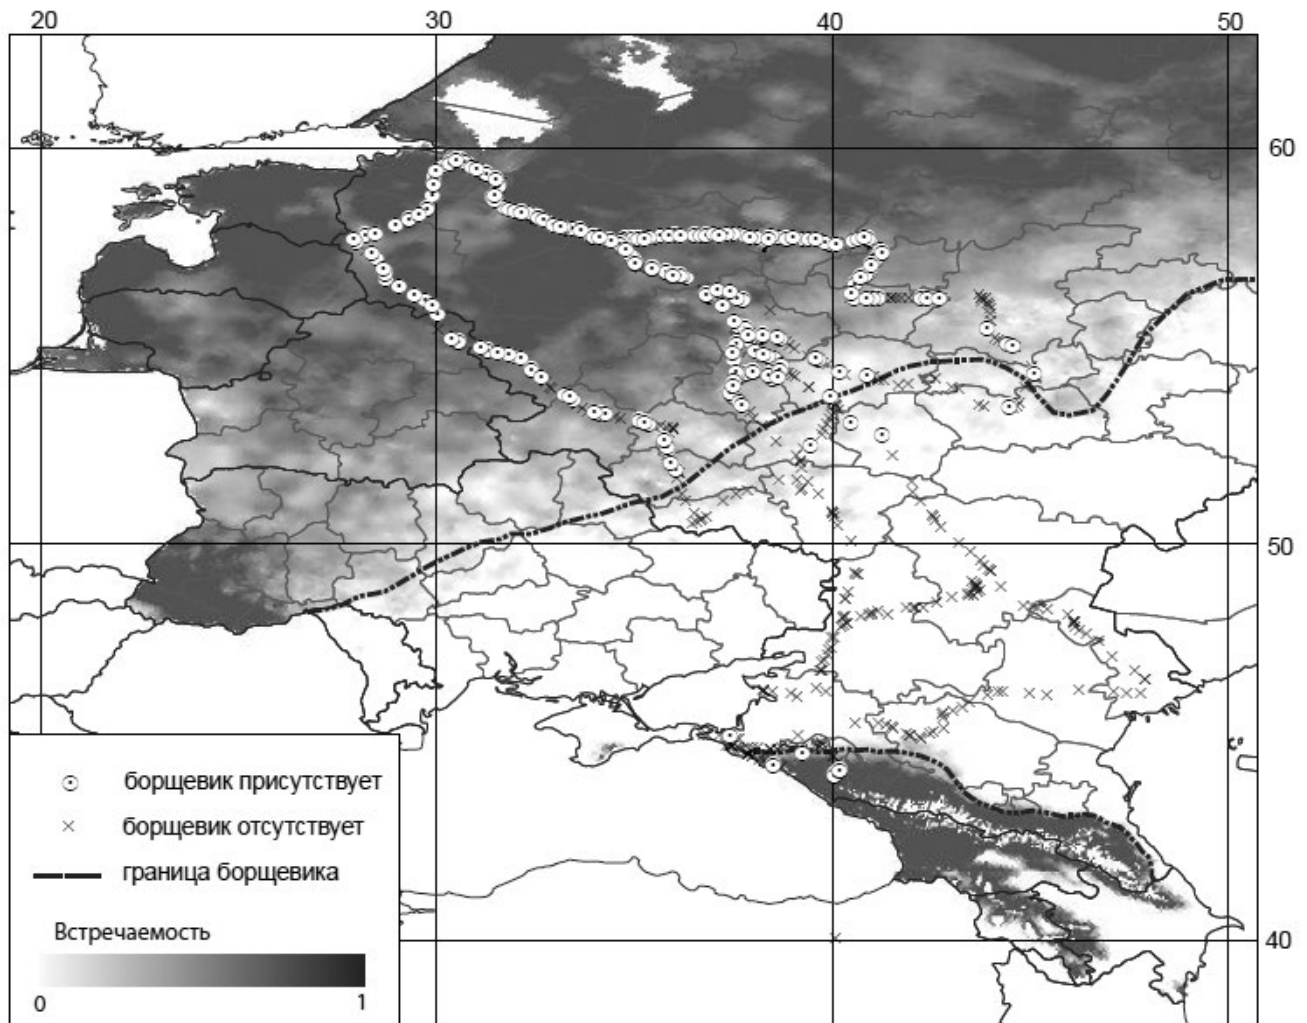 20 30 40 50
60
50
40
борщевик присутствует
борщевик отсутствует
граница борщевика
Встречаемость
0 1